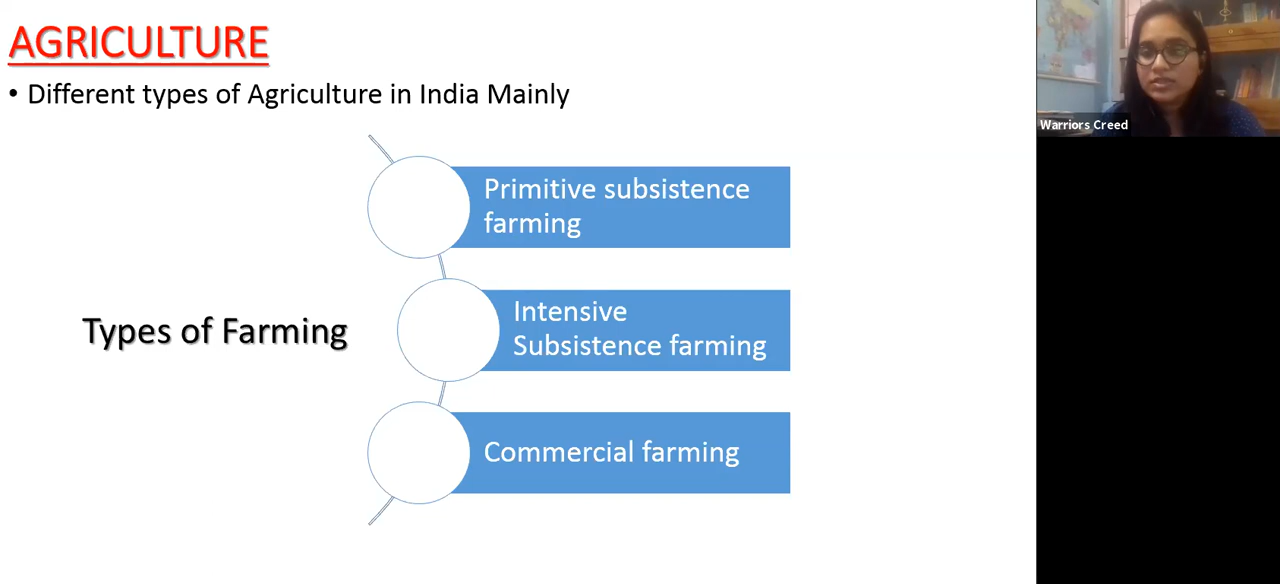 AGRICULTURE
• Different types of Agriculture in India Mainly
Types of Farming
Primitive subsistence
farming
Intensive
Subsistence farming
Commercial farming
Warriors Creed